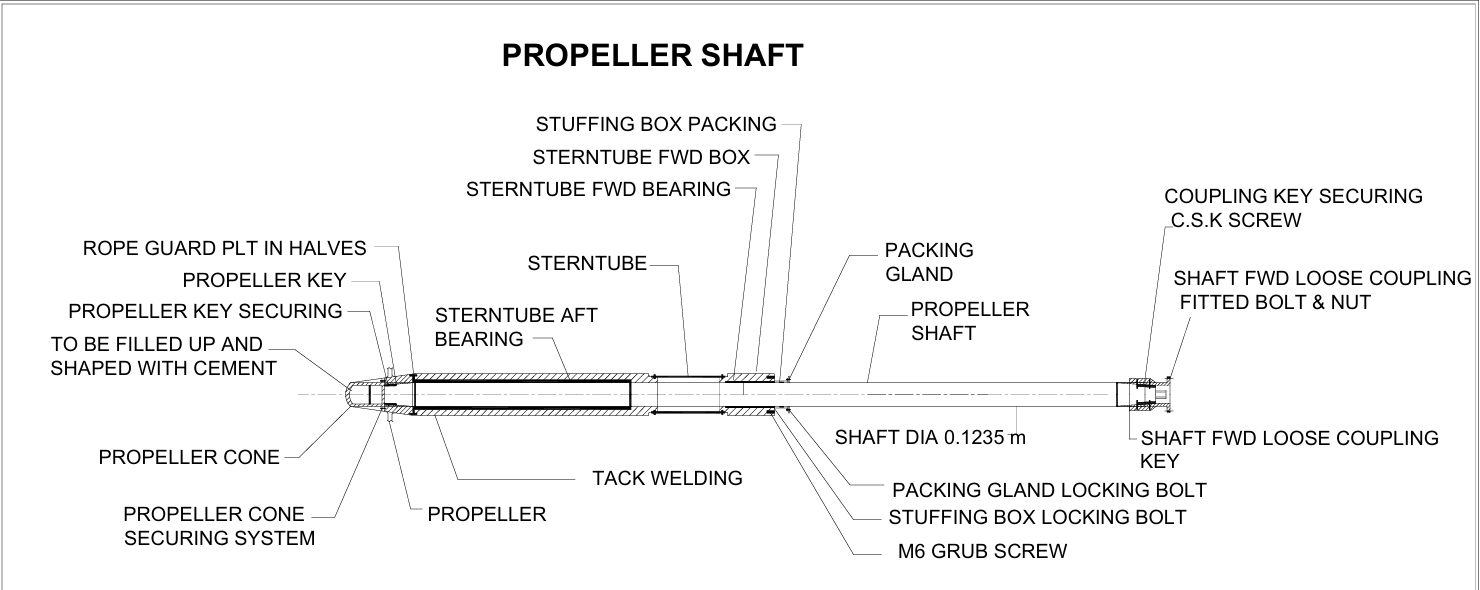 PROPELLER SHAFT
STUFFING BOX PACKING
STERNTUBE FWD BOX
STERNTUBE FWD BEARING
COUPLING KEY SECURING
C.S.K SCREW
ROPE GUARD PLT IN HALVES
PROPELLER KEY
PROPELLER KEY SECURING
TO BE FILLED UP AND
SHAPED WITH CEMENT
STERNTUBE
STERNTUBE AFT
BEARING
PACKING
GLAND
PROPELLER
SHAFT
SHAFT FWD LOOSE COUPLING
FITTED BOLT & NUT
SHAFT DIA 0.1235 m
SHAFT FWD LOOSE COUPLING
KEY
PROPELLER CONE
TACK WELDING
PACKING GLAND LOCKING BOLT
PROPELLER CONE
SECURING SYSTEM
PROPELLER
STUFFING BOX LOCKING BOLT
M6 GRUB SCREW